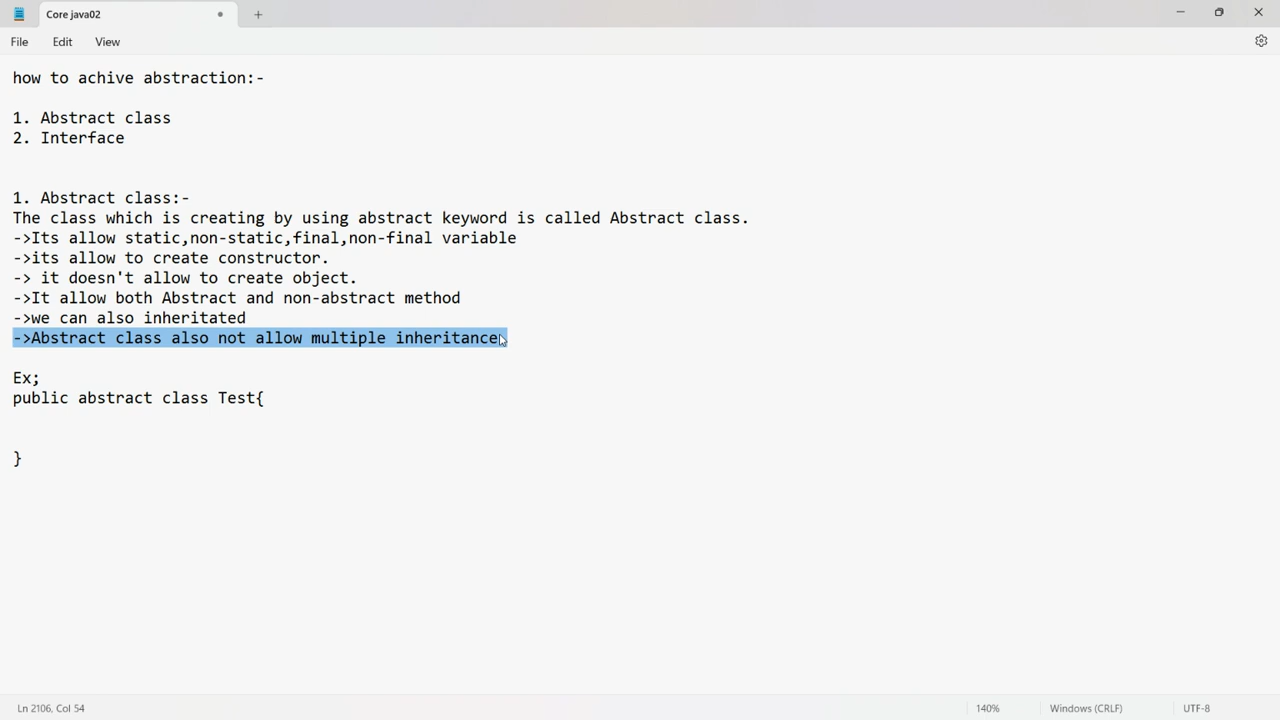 Core java02
File Edit View
how to achive abstraction:-
1. Abstract class
2. Interface
1. Abstract class:-
The class which is creating by using abstract keyword is called Abstract class.
->Its allow static,non-static,final,non-final variable
->its allow to create constructor.
-> it doesn't allow to create object.
->It allow both Abstract and non-abstract method
->we can also inheritated
->Abstract class also not allow multiple inheritance
Ex;
public abstract class Test{
}
Ln 2106, Col 54 140% Windows (CRLF) UTF-8